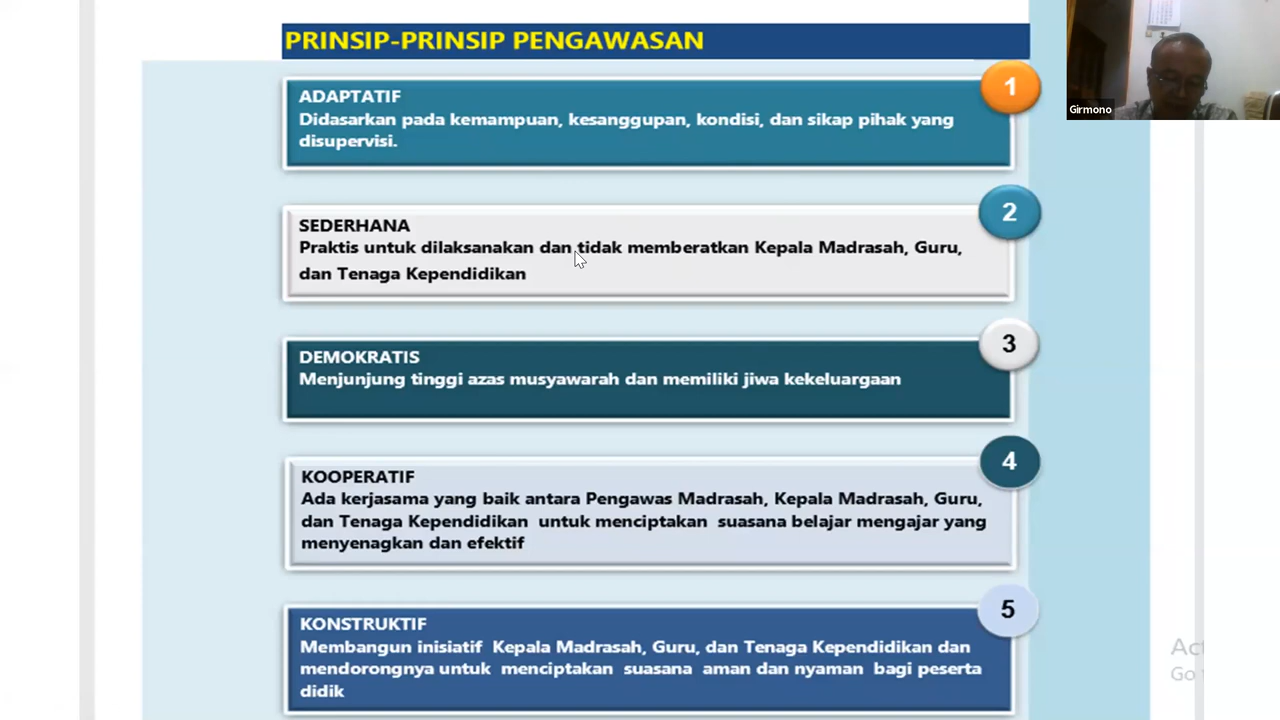 PRINSIP-PRINSIP PENGAWASAN
1
ADAPTATIF
Didasarkan pada kemampuan, kesanggupan, kondisi, dan sikap pihak yang
disupervisi.
2
SEDERHANA
Praktis untuk dilaksanakan dan tidak memberatkan Kepala Madrasah, Guru,
dan Tenaga Kependidikan
3
DEMOKRATIS
Menjunjung tinggi azas musyawarah dan memiliki jiwa kekeluargaan
4
KOOPERATIF
Ada kerjasama yang baik antara Pengawas Madrasah, Kepala Madrasah, Guru,
dan Tenaga Kependidikan untuk menciptakan suasana belajar mengajar yang
menyenagkan dan efektif
5
KONSTRUKTIF
Membangun inisiatif Kepala Madrasah, Guru, dan Tenaga Kependidikan dan
mendorongnya untuk menciptakan suasana aman dan nyaman bagi peserta
didik
Girmono
Go